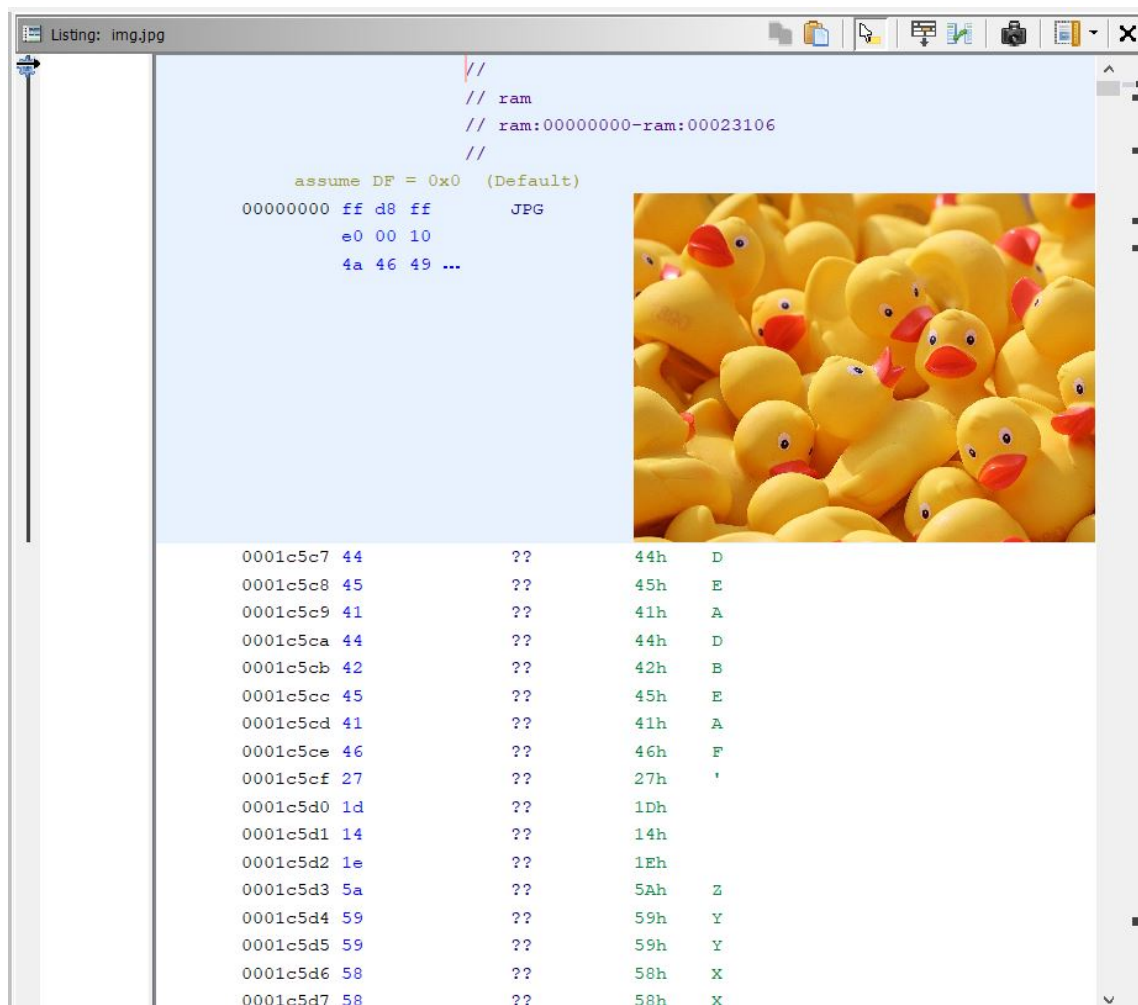 Listing: img.jpg
//
// ram
// ram:00000000-ram:00023106
//
assume DF = 0x0 (Default)
00000000 ff d8 ff JPG
e0 00 10
4a 46 49 ...
0001c5c7 44 ?? 44h D
0001c5c8 45 ?? 45h E
0001c5c9 41 ?? 41h A
0001c5ca 44 ?? 44h D
0001c5cb 42 ?? 42h B
0001c5cc 45 ?? 45h E
0001c5cd 41 ?? 41h A
0001c5ce 46 ?? 46h F
0001c5cf 27 ?? 27h '
0001c5d0 1d ?? 1Dh
0001c5d1 14 ?? 14h
0001c5d2 1e ?? 1Eh
0001c5d3 5a ?? 5Ah Z
0001c5d4 59 ?? 59h Y
0001c5d5 59 ?? 59h Y
0001c5d6 58 ?? 58h X
0001c5d7 58 ?? 58h X